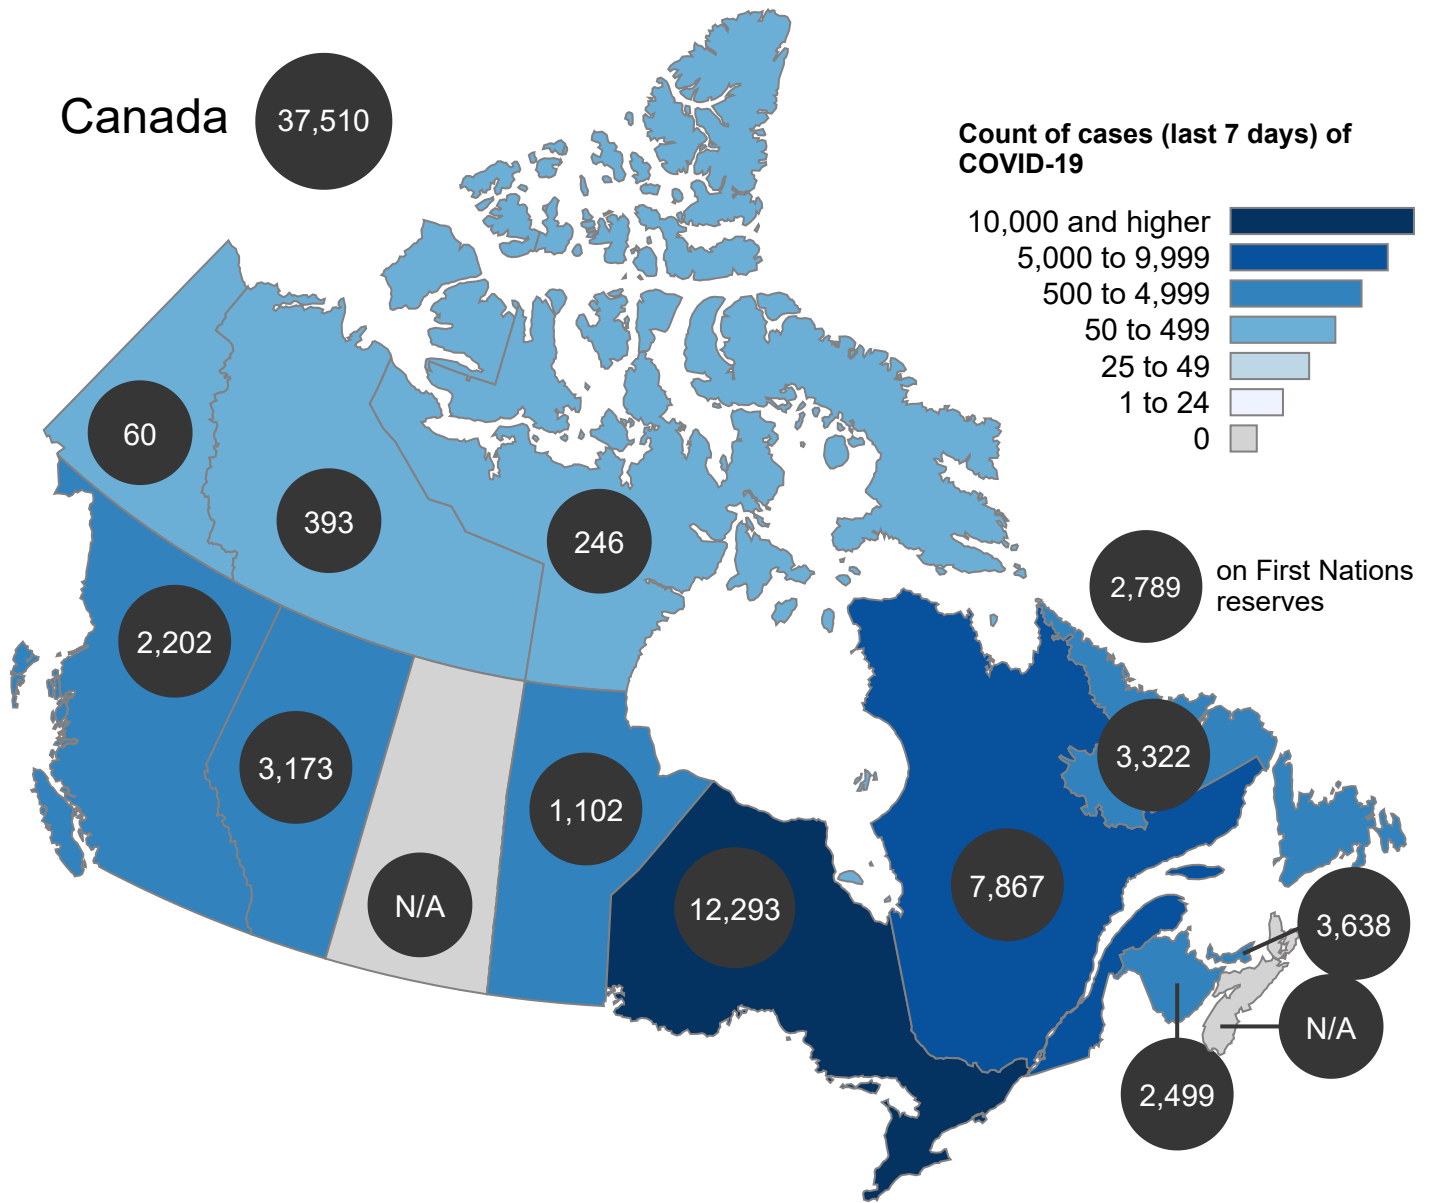 Canada
37,510
Count of cases (last 7 days) of
COVID-19
10,000 and higher
5,000 to 9,999
500 to 4,999
50 to 499
25 to 49
1 to 24
0
60
393
246
2,789
on First Nations
reserves
2,202
3,173
1,102
3,322
N/A
12,293
7,867
3,638
N/A
2,499